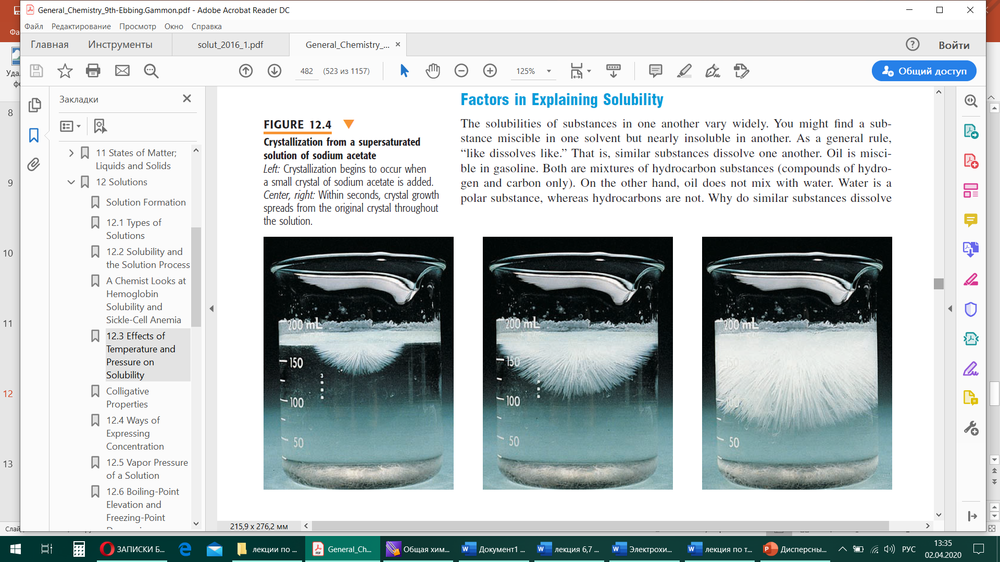 General_Chemistry_9th-Ebbing.Gammon.pdf - Adobe Acrobat Reader DC
Файл Редактирование Просмотр Окно Справка
Главная Инструменты solut_2016_1.pdf General_Chemistry_... Войти
482 (523 из 1157) 125% Общий доступ
Закладки
11 States of Matter;
Liquids and Solids
12 Solutions
Solution Formation
12.1 Types of
Solutions
12.2 Solubility and
the Solution Process
A Chemist Looks at
Hemoglobin
Solubility and
Sickle-Cell Anemia
12.3 Effects of
Temperature and
Pressure on
Solubility
Colligative
Properties
12.4 Ways of
Expressing
Concentration
12.5 Vapor Pressure
of a Solution
12.6 Boiling-Point
Elevation and
Freezing-Point
8
9
10
11
12
13
Factors in Explaining Solubility
FIGURE 12.4
Crystallization from a supersaturated
solution of sodium acetate
Left: Crystallization begins to occur when
a small crystal of sodium acetate is added.
Center, right: Within seconds, crystal growth
spreads from the original crystal throughout
the solution.
The solubilities of substances in one another vary widely. You might find a sub-
stance miscible in one solvent but nearly insoluble in another. As a general rule,
“like dissolves like.” That is, similar substances dissolve one another. Oil is misci-
ble in gasoline. Both are mixtures of hydrocarbon substances (compounds of hydro-
gen and carbon only). On the other hand, oil does not mix with water. Water is a
polar substance, whereas hydrocarbons are not. Why do similar substances dissolve
200 mL
150
100
50
200 mL
150
100
50
200 mL
150
100
50
215,9 x 276,2 мм
ЗАПИСКИ Б... лекции по ... General_Ch... Общая хим... Документ1 ... лекция 6,7 ... Электрохи... лекция по т... Дисперсны... РУС
13:35
02.04.2020